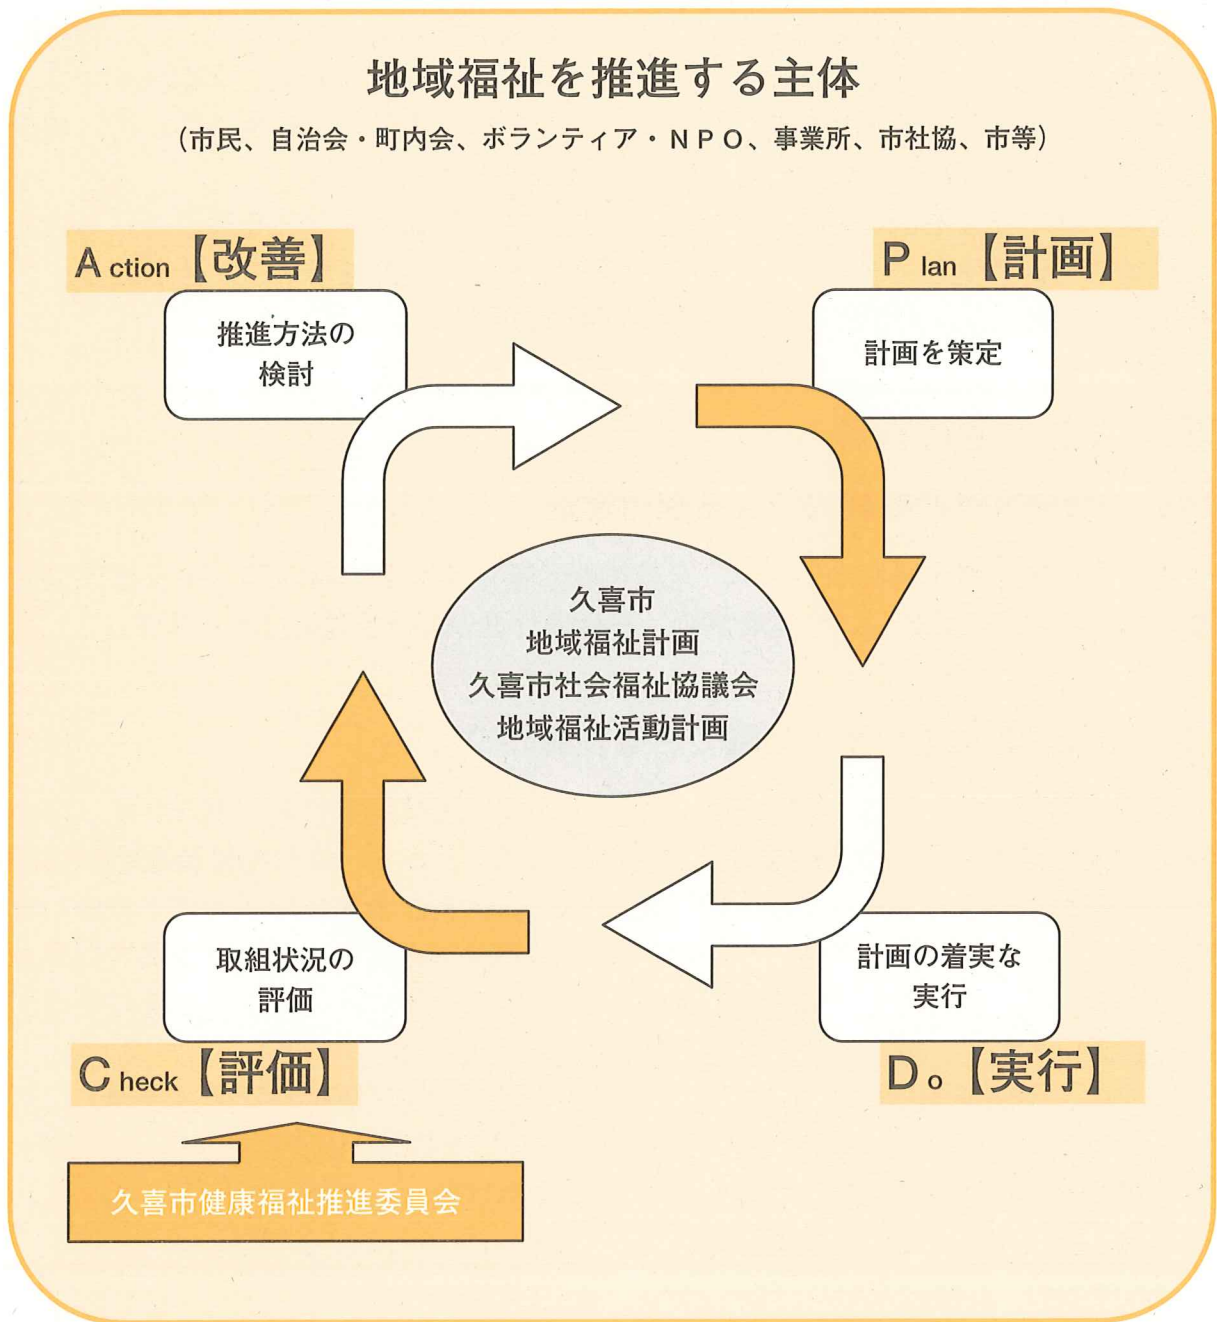 地域福祉を推進する主体
（市民、自治会・町内会、ボランティア・ＮＰＯ、事業所、市社協、市等）
Action【改善】
推進方法の
検討
Plan【計画】
計画を策定
久喜市
地域福祉計画
久喜市社会福祉協議会
地域福祉活動計画
取組状況の
評価
Check【評価】
計画の着実な
実行
Do【実行】
久喜市健康福祉推進委員会